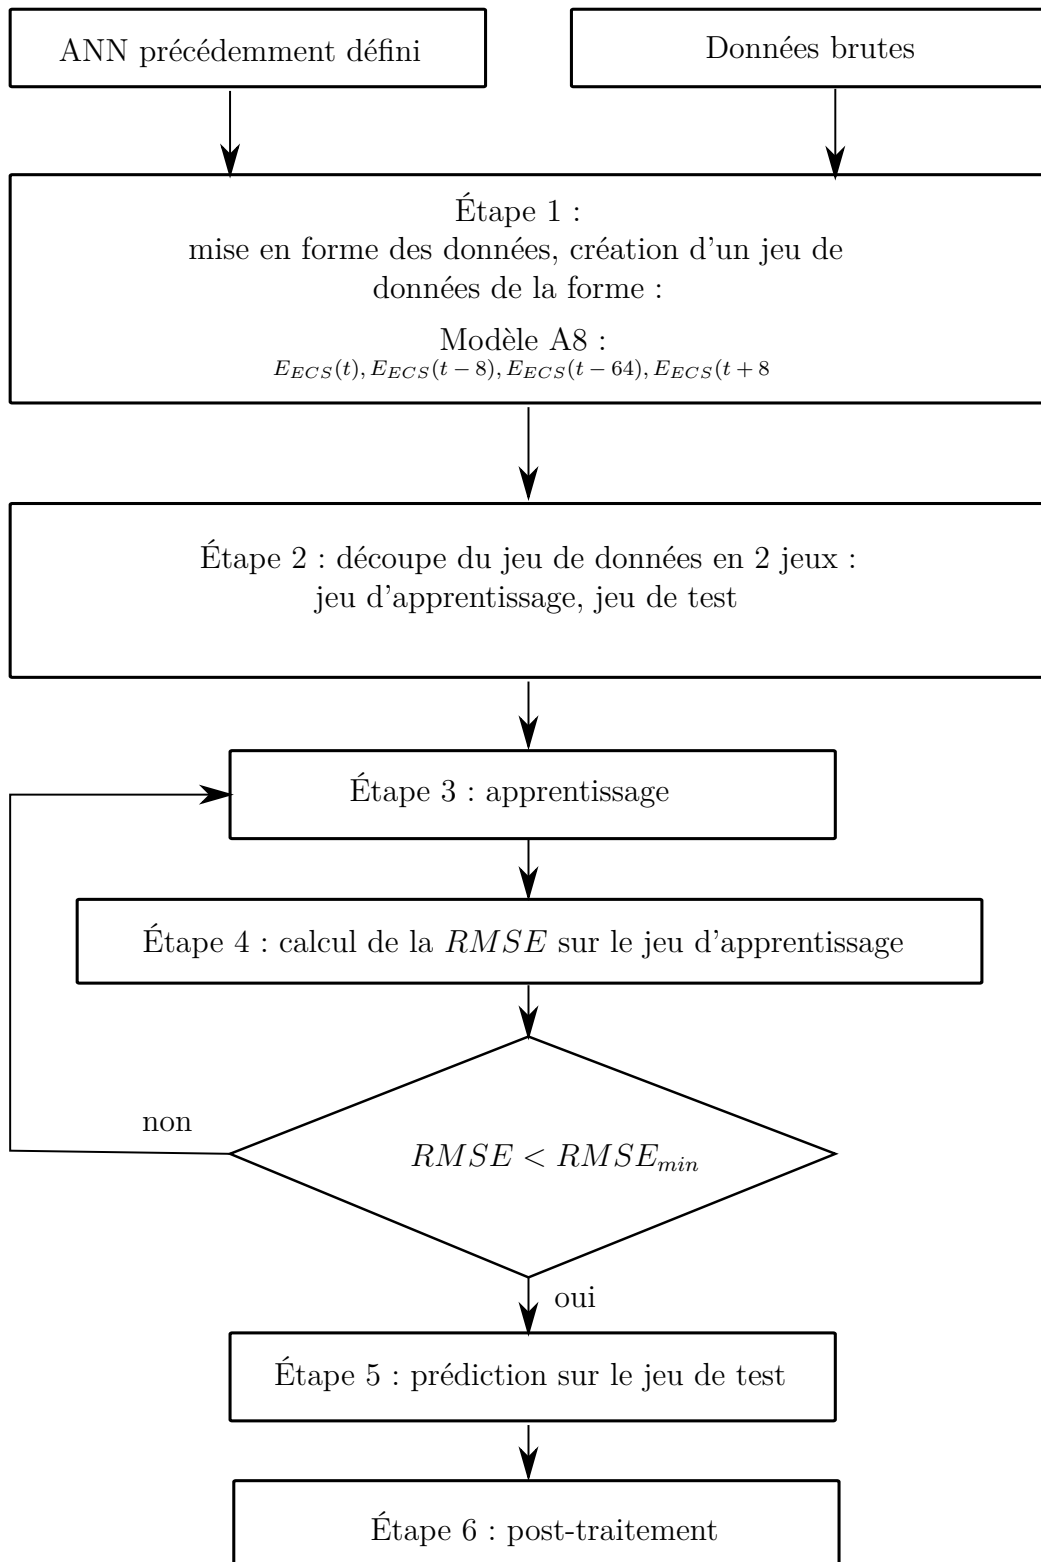 ANN précédemment défini
Données brutes
Étape 1 :
mise en forme des données, création d'un jeu de
données de la forme :
Modèle A8 :
E_{ECS}(t), E_{ECS}(t − 8), E_{ECS}(t − 64), E_{ECS}(t + 8
Étape 2 : découpe du jeu de données en 2 jeux :
jeu d'apprentissage, jeu de test
Étape 3 : apprentissage
Étape 4 : calcul de la RMSE sur le jeu d'apprentissage
non
RMSE < RMSE_{min}
oui
Étape 5 : prédiction sur le jeu de test
Étape 6 : post-traitement